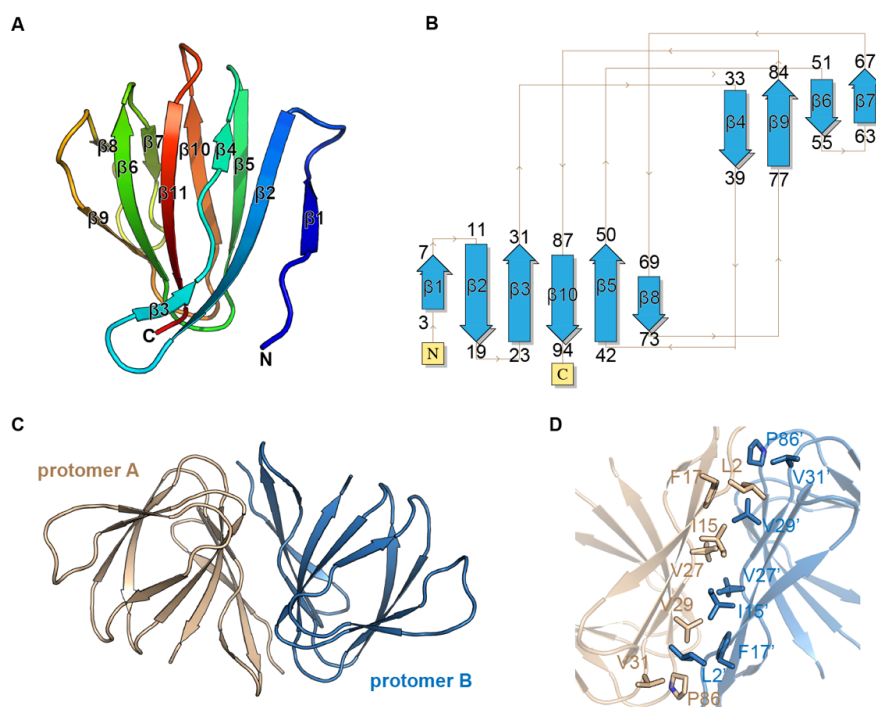 A
β8
β7
β6
β10
β4
β5
β11
β2
β9
β1
β3
C
N
B
33
84
51
67
β4
β9
β6
β7
39
77
55
63
7
11
31
87
50
69
β1
β2
β3
β10
β5
β8
3
19
23
94
42
73
N
C
C
protomer A
protomer B
D
P86’
F17
L2
V31’
I15
V29’
V27
V27’
V29
I15’
V31
F17’
L2’
P86